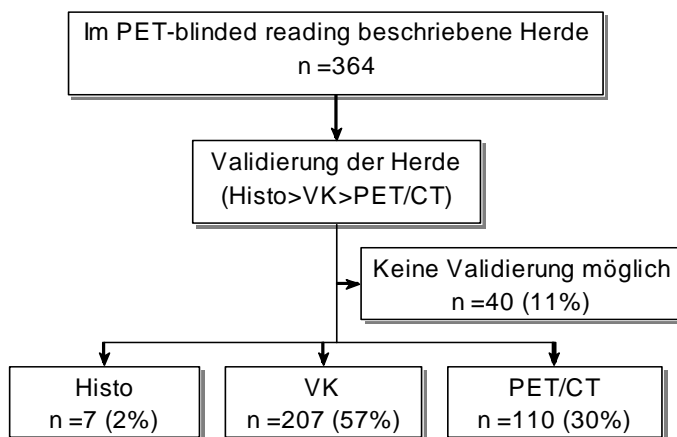 Im PET-blinded reading beschriebene Herde
n =364
Validierung der Herde
(Histo>VK>PET/CT)
Keine Validierung möglich
n =40 (11%)
Histo
n =7 (2%)
VK
n =207 (57%)
PET/CT
n =110 (30%)